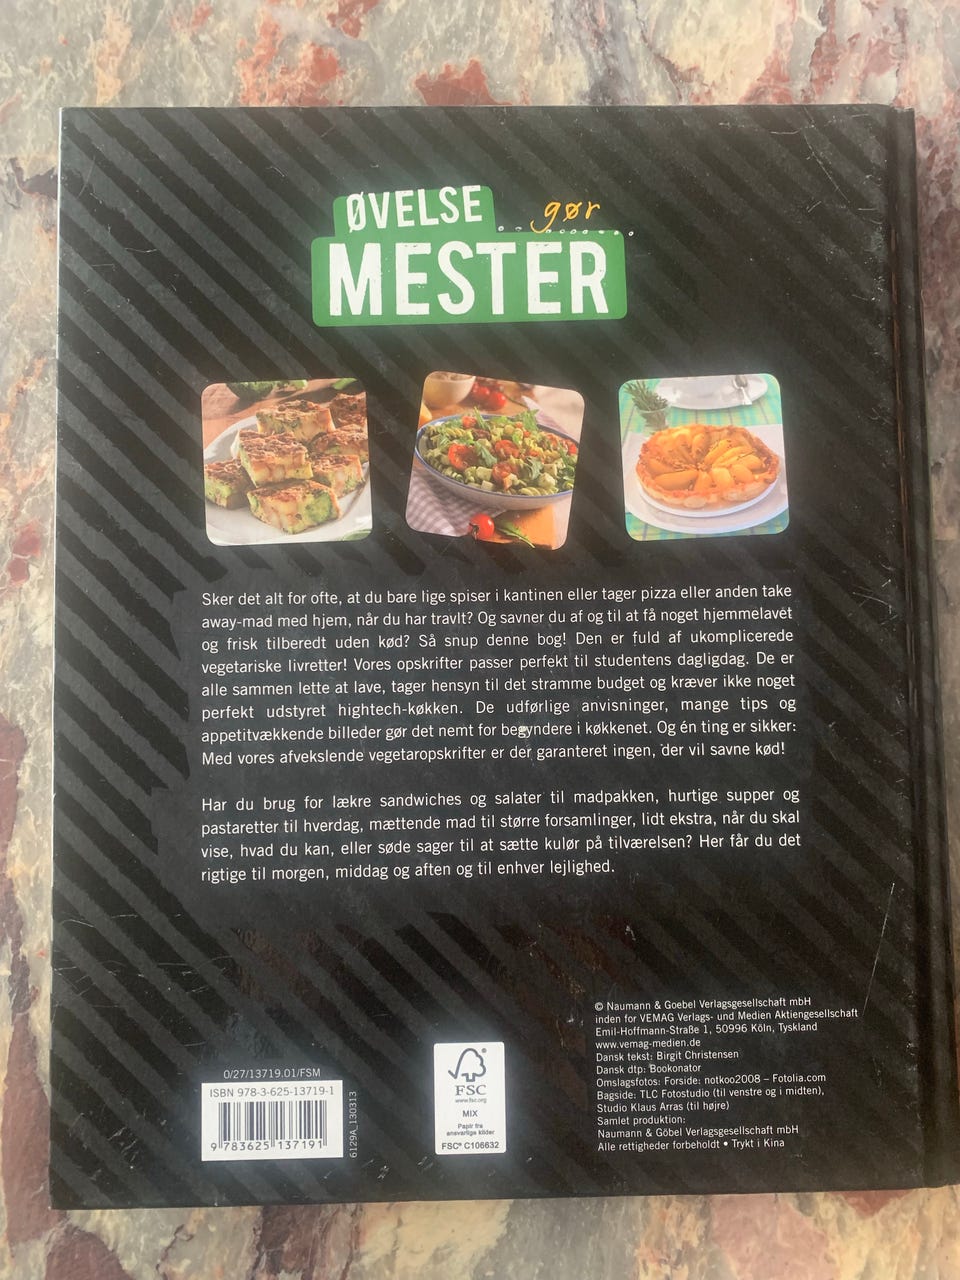 ØVELSE
gør
MESTER
Sker det alt for ofte, at du bare lige spiser i kantinen eller tager pizza eller anden take
away-mad med hjem, når du har travlt? Og savner du af og til at få noget hjemmelavet
og frisk tilberedt uden kød? Så snup denne bog! Den er fuld af ukomplicerede
vegetariske livretter! Vores opskrifter passer perfekt til studentens dagligdag. De er
alle sammen lette at lave, tager hensyn til det stramme budget og kræver ikke noget
perfekt udstyret hightech-køkken. De udførlige anvisninger, mange tips og
appetitvækkende billeder gør det nemt for begyndere i køkkenet. Og én ting er sikker:
Med vores afvekslende vegetaropskrifter er der garanteret ingen, der vil savne kød!
Har du brug for lækre sandwiches og salater til madpakken, hurtige supper og
pastaretter til hverdag, mættende mad til større forsamlinger, lidt ekstra, når du skal
vise, hvad du kan, eller søde sager til at sætte kulør på tilværelsen? Her får du det
rigtige til morgen, middag og aften og til enhver lejlighed.
0/27/13719.01/FSM
ISBN 978-3-625-13719-1
9 783625 137191
6129A_130313
FSC
www.fsc.org
MIX
Papir fra
ansvarlige kilder
FSC® C106632
© Naumann & Goebel Verlagsgesellschaft mbH
inden for VEMAG Verlags- und Medien Aktiengesellschaft
Emil-Hoffmann-Straße 1, 50996 Köln, Tyskland
www.vemag-medien.de
Dansk tekst: Birgit Christensen
Dansk dtp: Bookonator
Omslagsfotos: Forside: notkoo2008 – Fotolia.com
Bagside: TLC Fotostudio (til venstre og i midten),
Studio Klaus Arras (til højre)
Samlet produktion:
Naumann & Göbel Verlagsgesellschaft mbH
Alle rettigheder forbeholdt • Trykt i Kina